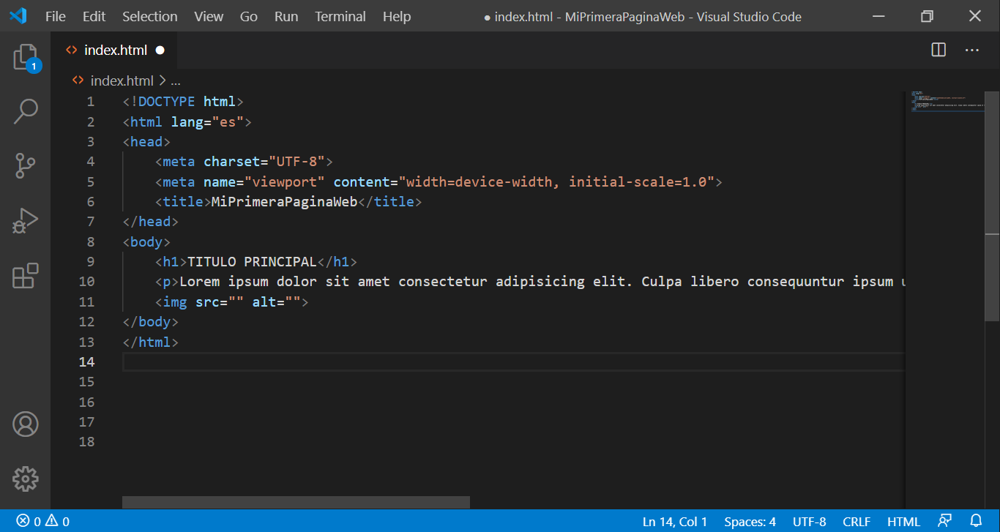 File Edit Selection View Go Run Terminal Help ● index.html - MiPrimeraPaginaWeb - Visual Studio Code
index.html
1
index.html > ...
1 <!DOCTYPE html>
2 <html lang="es">
3 <head>
4 <meta charset="UTF-8">
5 <meta name="viewport" content="width=device-width, initial-scale=1.0">
6 <title>MiPrimeraPaginaWeb</title>
7 </head>
8 <body>
9 <h1>TITULO PRINCIPAL</h1>
10 <p>Lorem ipsum dolor sit amet consectetur adipisicing elit. Culpa libero consequuntur ipsum
11 <img src="" alt="">
12 </body>
13 </html>
14
15
16
17
18
0 0 Ln 14, Col 1 Spaces: 4 UTF-8 CRLF HTML